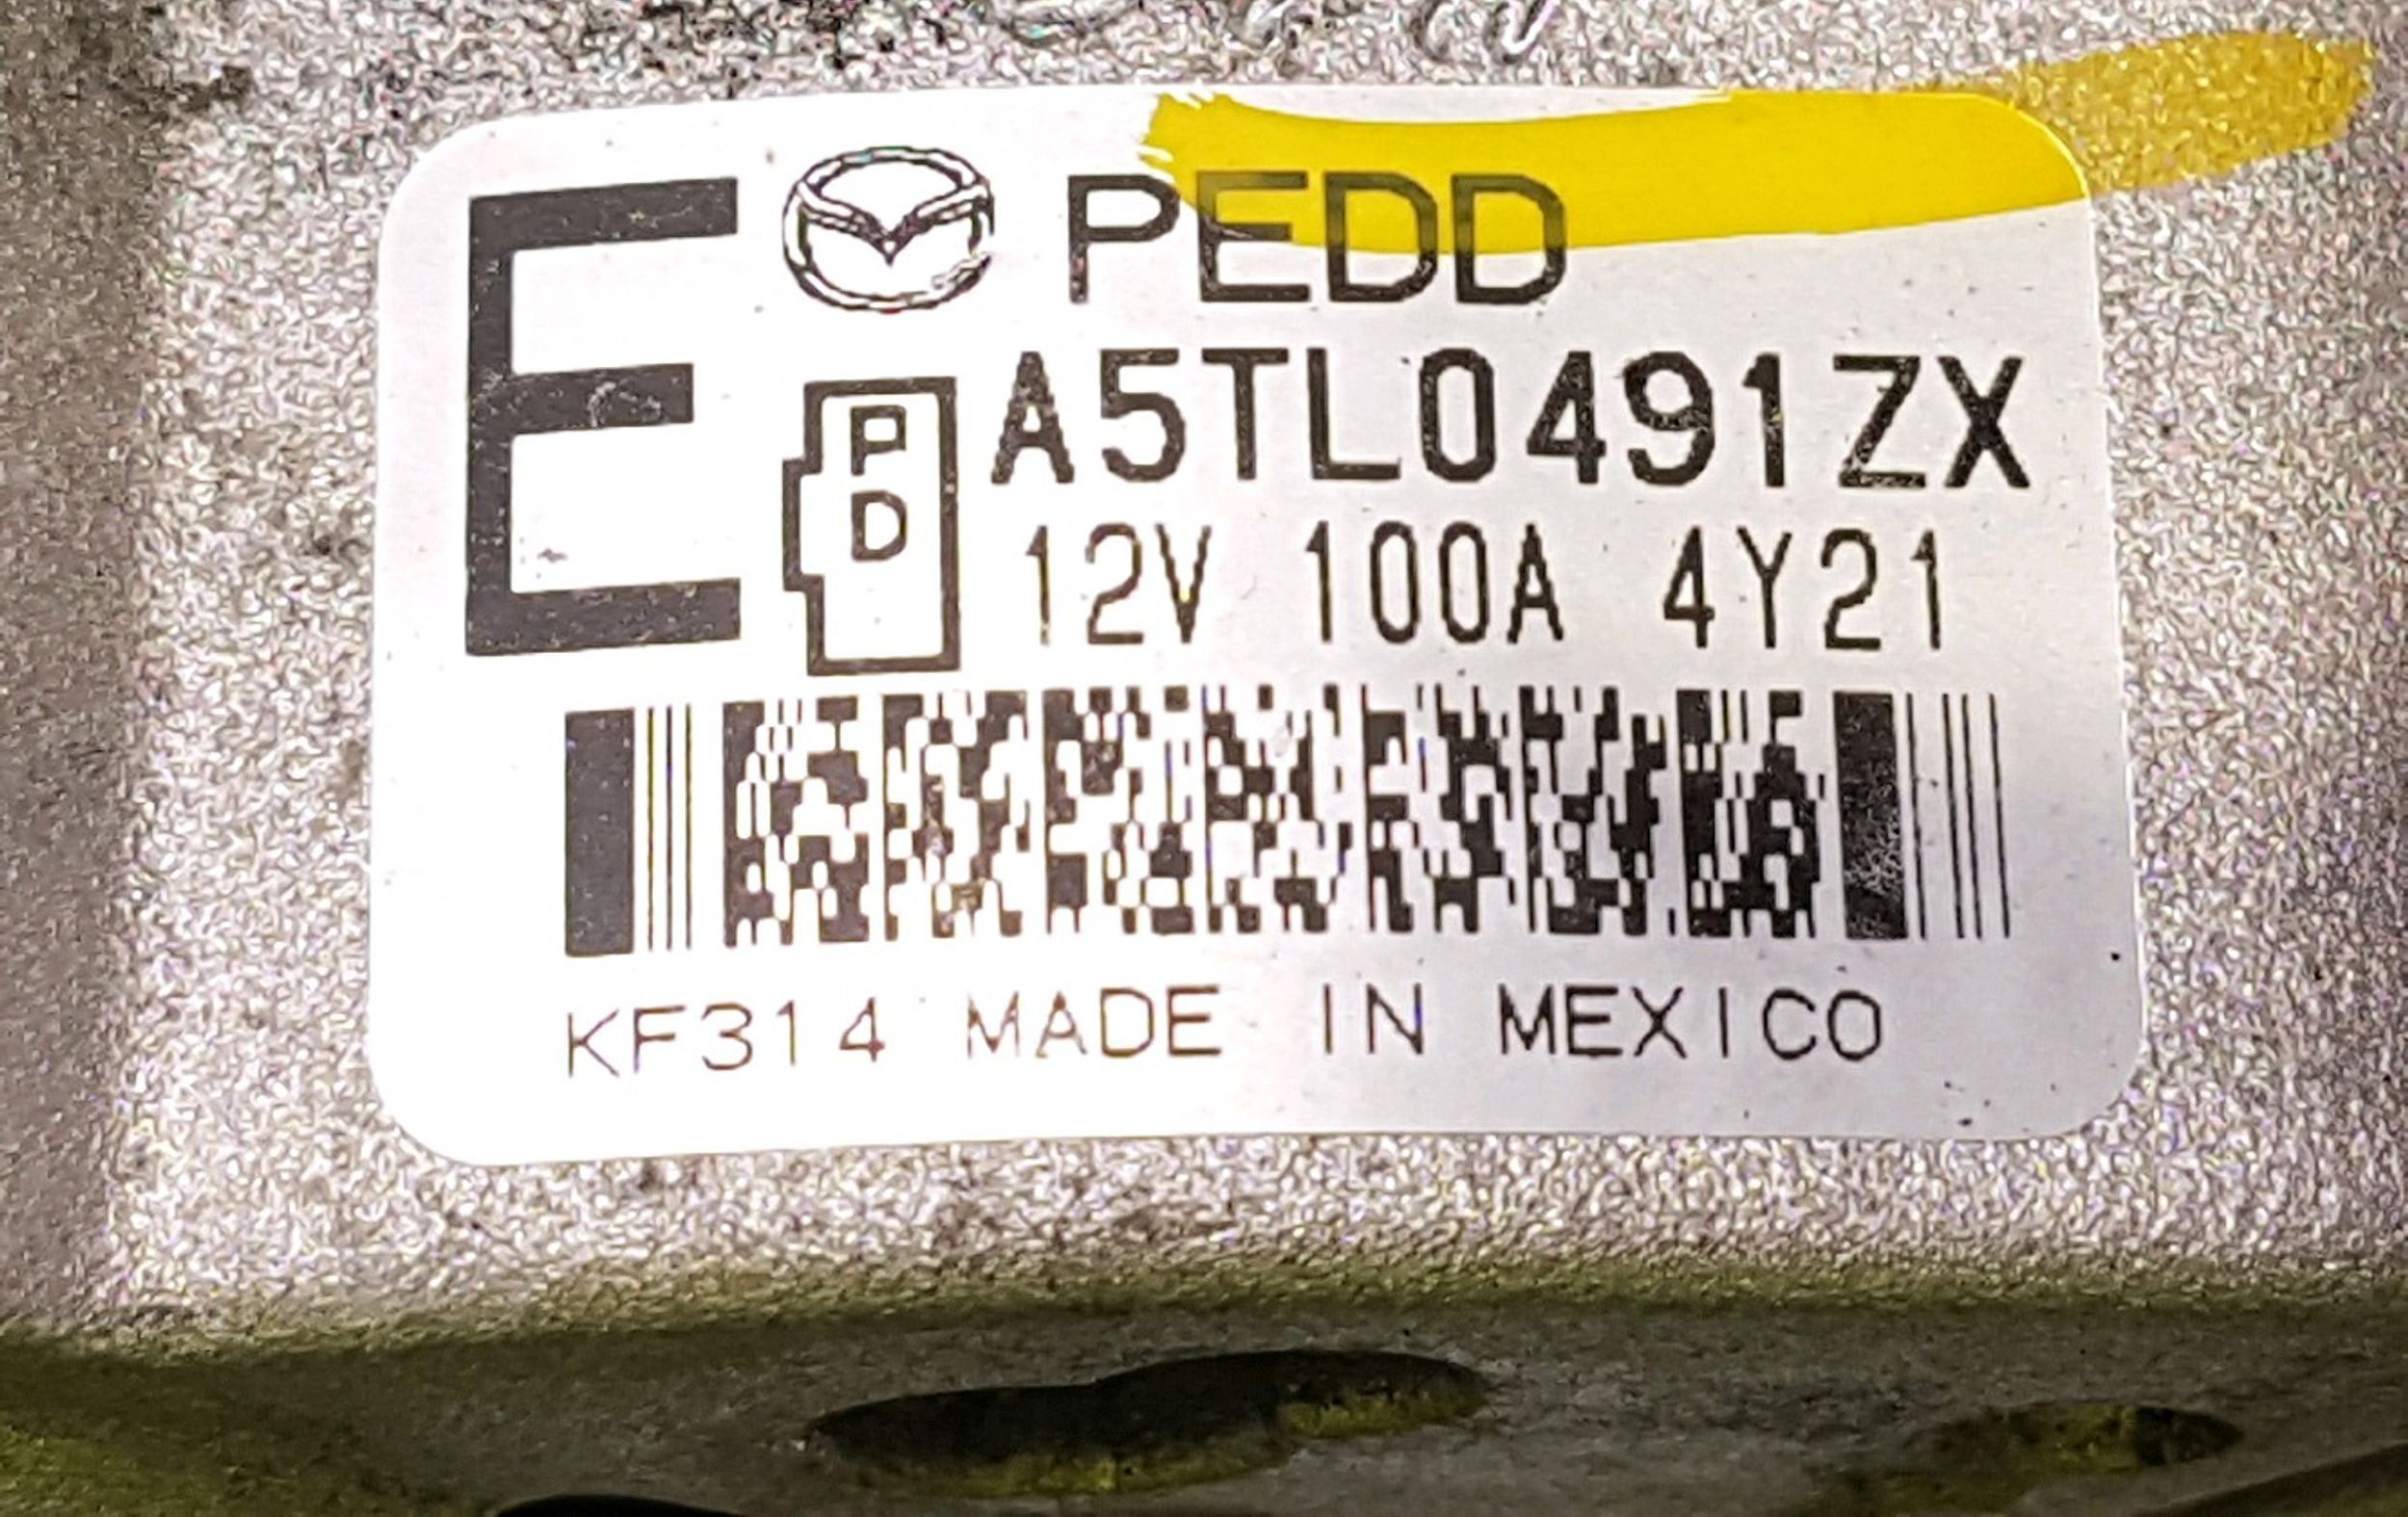 E PEDD
PD A5TL0491ZX
12V 100A 4Y21
KF314 MADE IN MEXICO